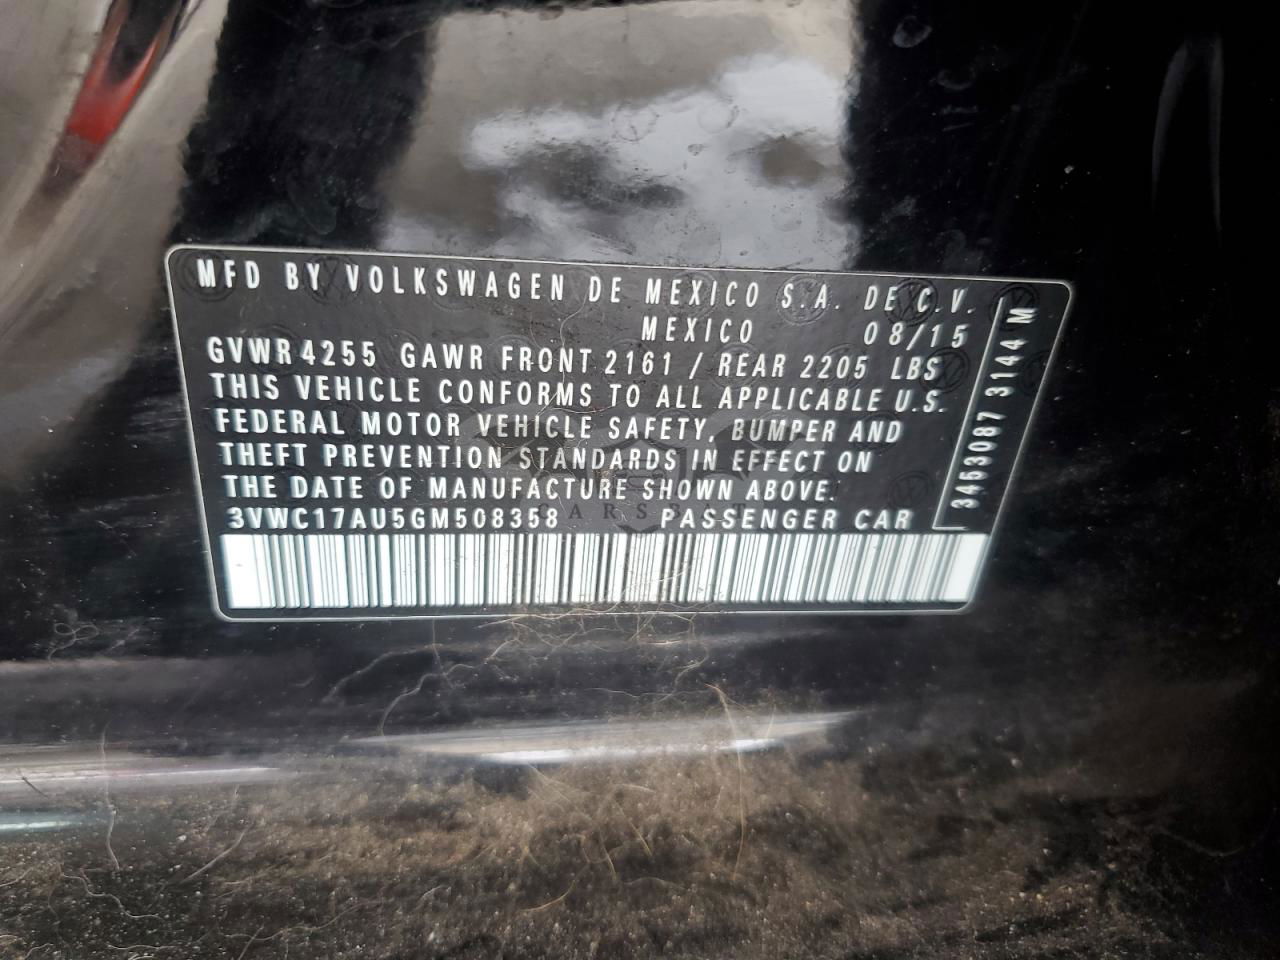 MFD BY VOLKSWAGEN DE MEXICO S.A. DE C.V.
MEXICO 08/15
GVWR 4255 GAWR FRONT 2161 / REAR 2205 LBS
THIS VEHICLE CONFORMS TO ALL APPLICABLE U.S.
FEDERAL MOTOR VEHICLE SAFETY, BUMPER AND
THEFT PREVENTION STANDARDS IN EFFECT ON
THE DATE OF MANUFACTURE SHOWN ABOVE.
3VWC17AU5GM508358 PASSENGER CAR
3453087 3144 M
CARSBAT